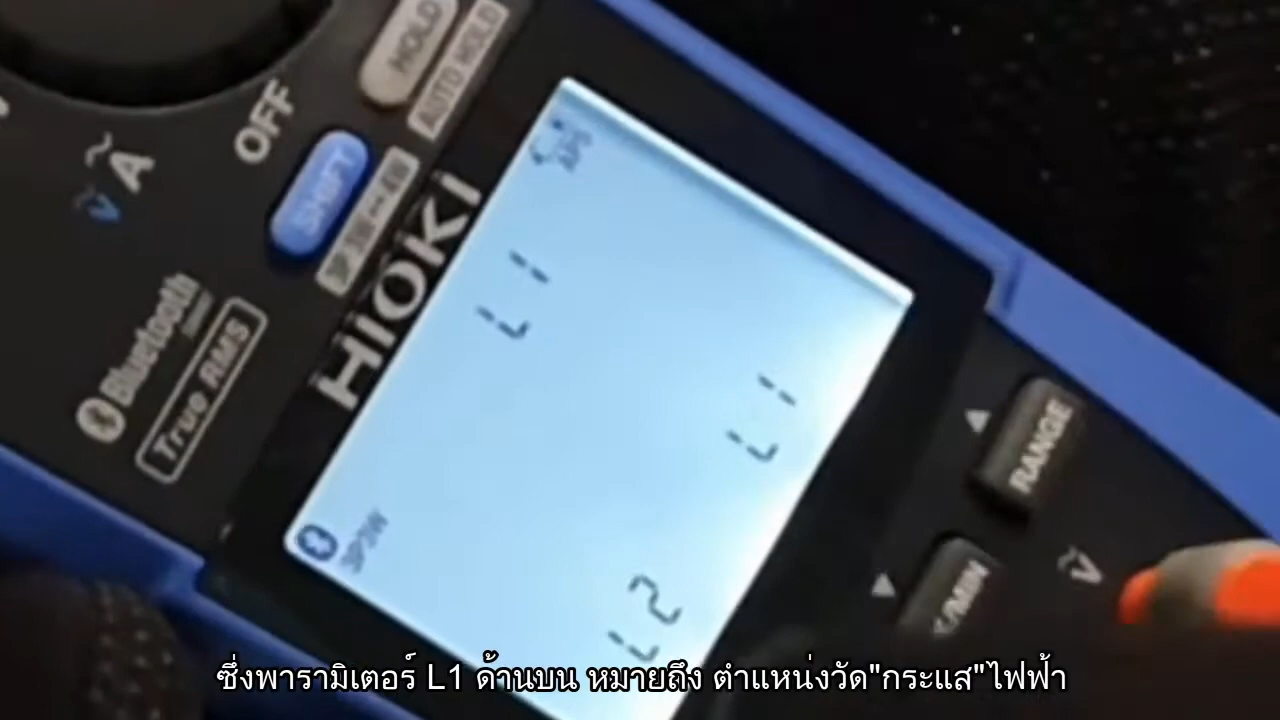 HOLD
AUTO HOLD
OFF
SHIFT
~A
~V
HIOKI
Bluetooth
True RMS
APS
L1
L1
3P3W
L2
RANGE
~V
ซึ่งพารามิเตอร์ L1 ด้านบน หมายถึง ตำแหน่งวัด"กระแส"ไฟฟ้า